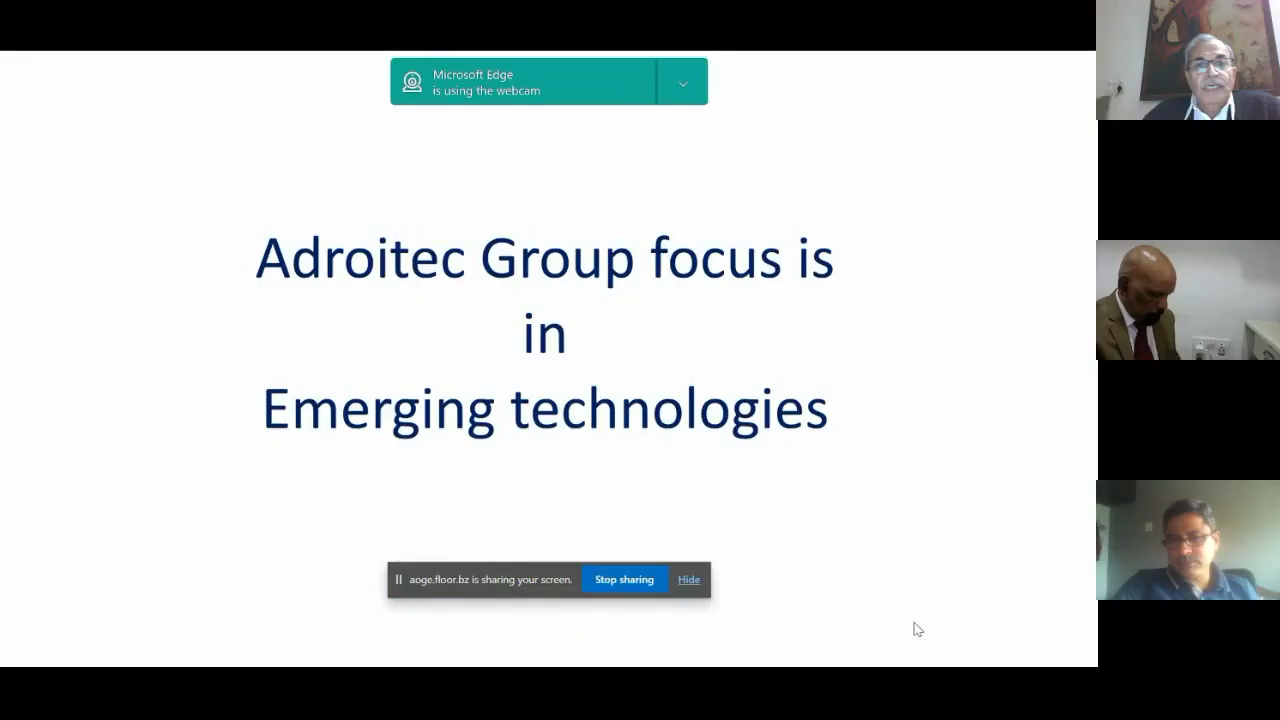 Microsoft Edge
is using the webcam
Adroitec Group focus is
in
Emerging technologies
aoge.floor.bz is sharing your screen. Stop sharing Hide